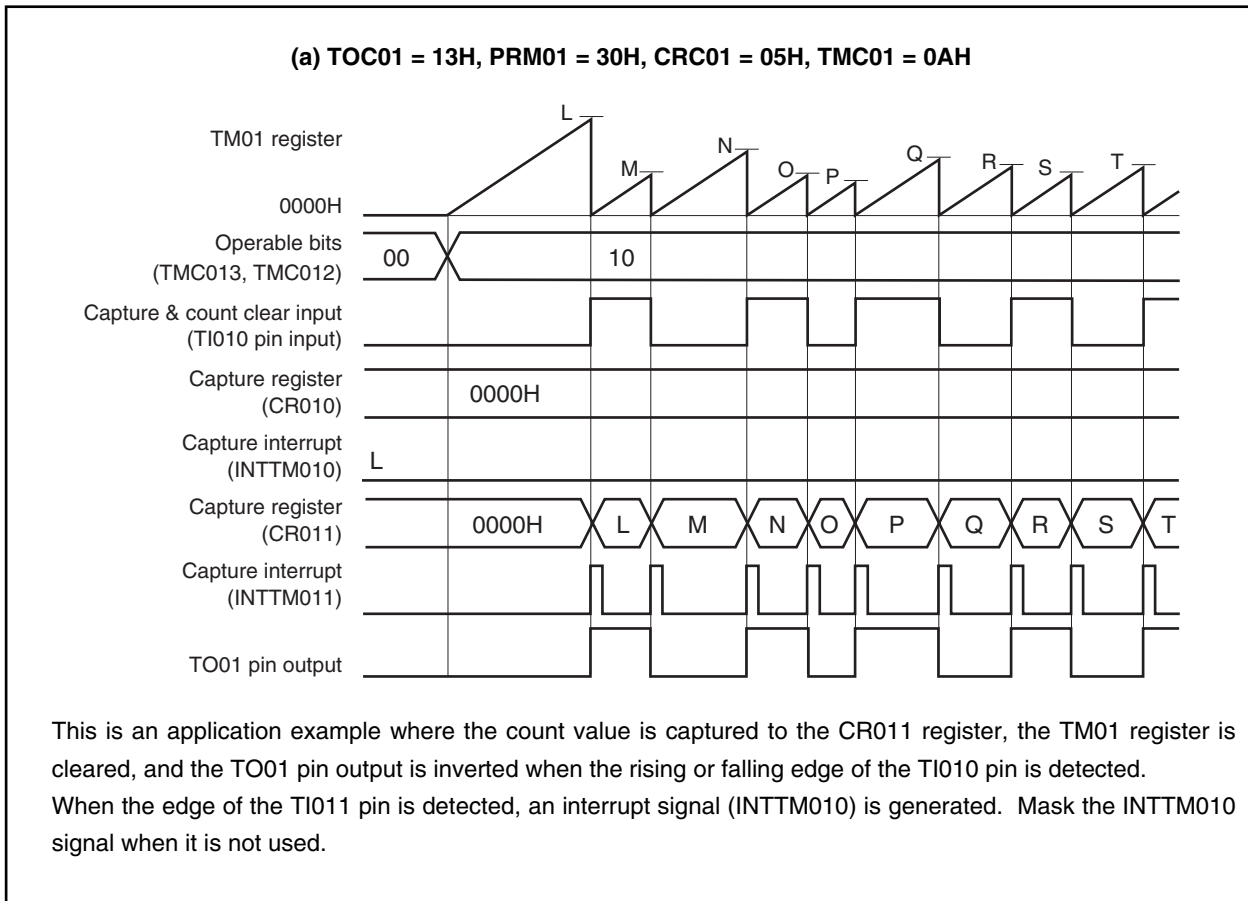 (a) TOC01 = 13H, PRM01 = 30H, CRC01 = 05H, TMC01 = 0AH
TM01 register
L
M
N
O
P
Q
R
S
T
0000H
Operable bits
(TMC013, TMC012)
00
10
Capture & count clear input
(TI010 pin input)
Capture register
(CR010)
0000H
Capture interrupt
(INTTM010)
L
Capture register
(CR011)
0000H
L
M
N
O
P
Q
R
S
T
Capture interrupt
(INTTM011)
TO01 pin output
This is an application example where the count value is captured to the CR011 register, the TM01 register is
cleared, and the TO01 pin output is inverted when the rising or falling edge of the TI010 pin is detected.
When the edge of the TI011 pin is detected, an interrupt signal (INTTM010) is generated. Mask the INTTM010
signal when it is not used.